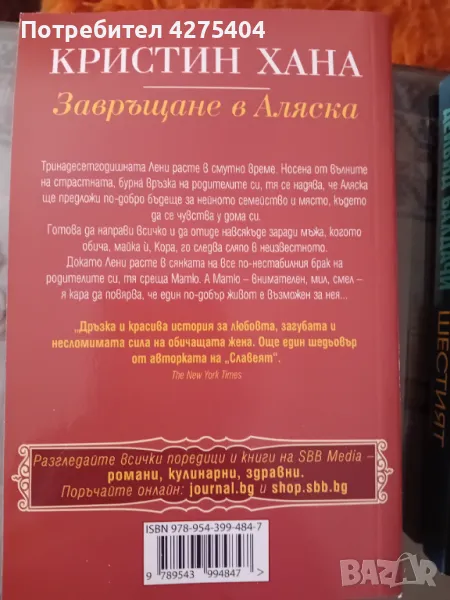 Потребител 4275404
КРИСТИН ХАНА
Завръщане в Аляска
Тринадесетгодишната Лени расте в смутно време. Носена от вълните
на страстната, бурна връзка на родителите си, тя се надява, че Аляска
ще предложи по-добро бъдеще за нейното семейство и място, където
да се чувства у дома си.
Готова да направи всичко и да отиде навсякъде заради мъжа, когото
обича, майка ѝ, Кора, го следва сляпо в неизвестното.
Докато Лени расте в сянката на все по-нестабилния брак на
родителите си, тя среща Матю. А Матю – внимателен, мил, смел –
я кара да повярва, че един по-добър живот е възможен за нея...
„Дръзка и красива история за любовта, загубата и
несломимата сила на обичащата жена. Още един шедьовър
от авторката на „Славеят“.
The New York Times
Разгледайте всички поредици и книги на SBB Media –
романи, кулинарни, здравни.
Поръчайте онлайн: journal.bg и shop.sbb.bg
ISBN 978-954-399-484-7
9 789543 994847 >
ШЕСТИЯТ
BAZAR